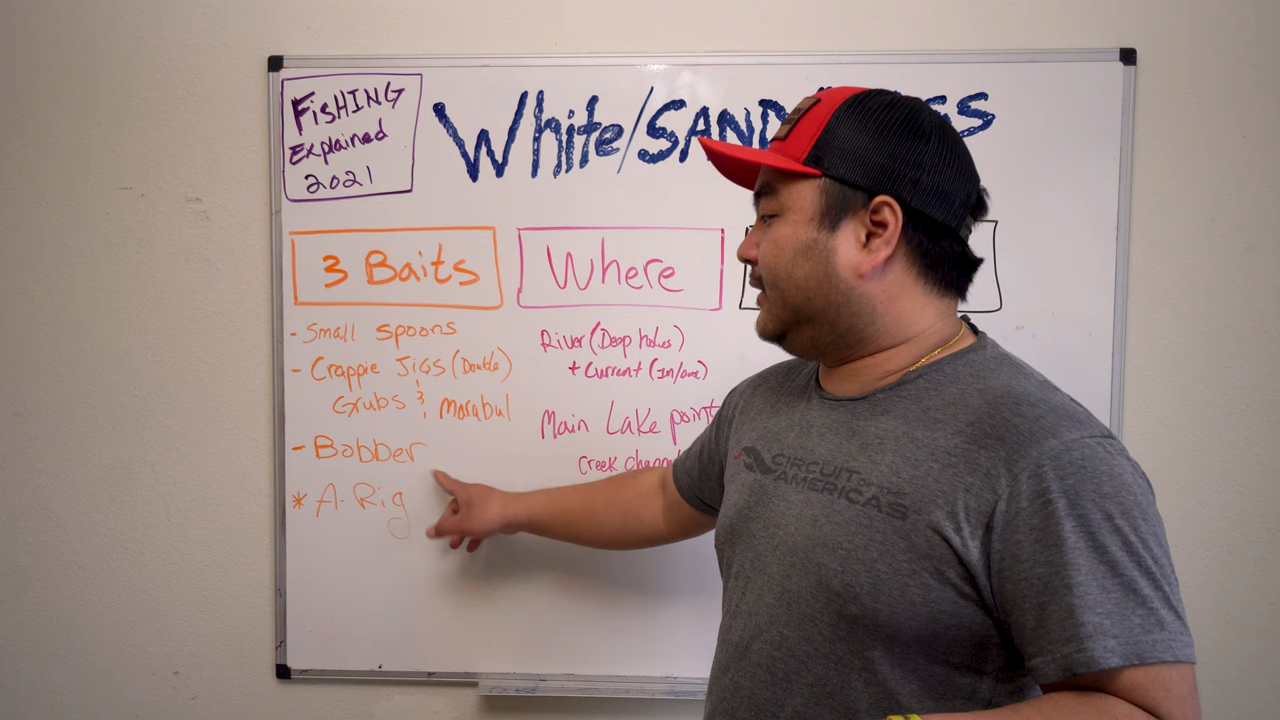 FisHING
Explained
2021
White/SAND
3 Baits
- Small spoons
- Crappie JIGS (Double)
Grubs & Marabul
- Bobber
* A-Rig
Where
River (Deep holes)
+ Current (In/out)
Main Lake point
Creek
CIRCUIT OF THE
AMERICAS